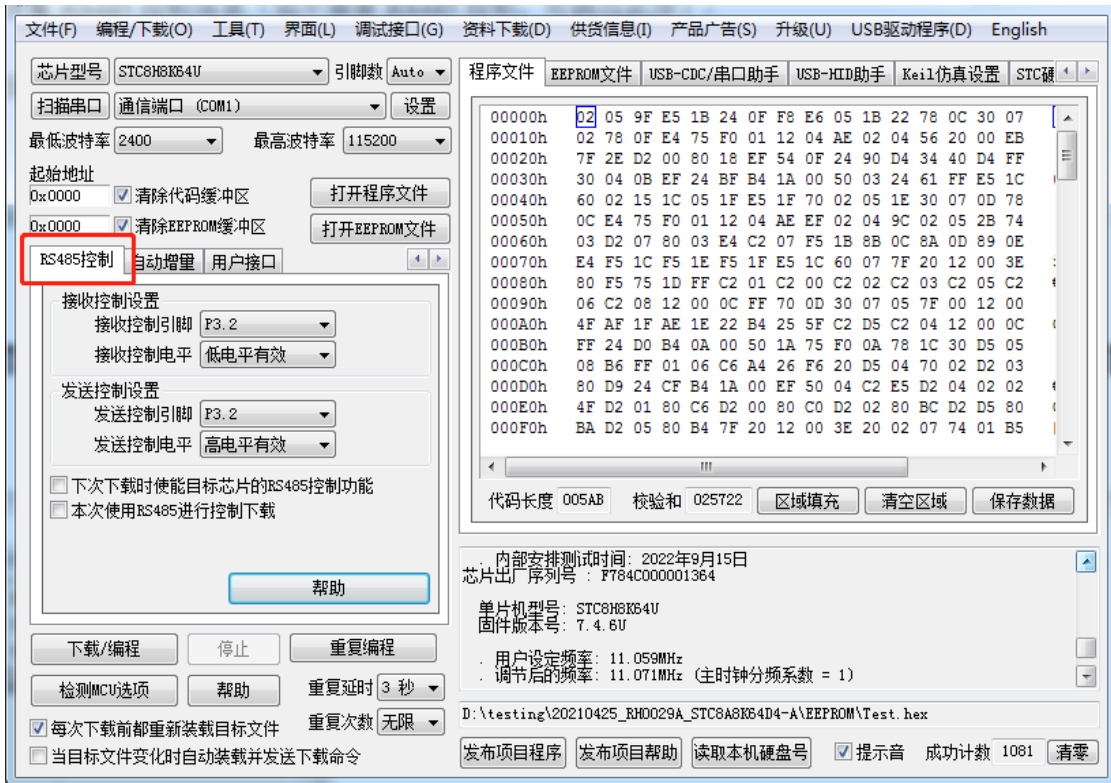 文件(F) 编程/下载(O) 工具(T) 界面(L) 调试接口(G) 资料下载(D) 供货信息(I) 产品广告(S) 升级(U) USB驱动程序(D) English
芯片型号 STC8H8K64U 引脚数 Auto
扫描串口 通信端口 (COM1) 设置
最低波特率 2400 最高波特率 115200
起始地址
0x0000 清除代码缓冲区 打开程序文件
0x0000 清除EEPROM缓冲区 打开EEPROM文件
RS485控制 自动增量 用户接口
接收控制设置
接收控制引脚 P3.2
接收控制电平 低电平有效
发送控制设置
发送控制引脚 P3.2
发送控制电平 高电平有效
下次下载时使能目标芯片的RS485控制功能
本次使用RS485进行控制下载
帮助
下载/编程 停止 重复编程
检测MCU选项 帮助 重复延时 3 秒
每次下载前都重新装载目标文件 重复次数 无限
当目标文件变化时自动装载并发送下载命令
程序文件 EEPROM文件 USB-CDC/串口助手 USB-HID助手 Keil仿真设置 STC硬
00000h 02 05 9F E5 1B 24 0F F8 E6 05 1B 22 78 0C 30 07
00010h 02 78 0F E4 75 F0 01 12 04 AE 02 04 56 20 00 EB
00020h 7F 2E D2 00 80 18 EF 54 0F 24 90 D4 34 40 D4 FF
00030h 30 04 0B EF 24 BF B4 1A 00 50 03 24 61 FF E5 1C
00040h 60 02 15 1C 05 1F E5 1F 70 02 05 1E 30 07 0D 78
00050h 0C E4 75 F0 01 12 04 AE EF 02 04 9C 02 05 2B 74
00060h 03 D2 07 80 03 E4 C2 07 F5 1B 8B 0C 8A 0D 89 0E
00070h E4 F5 1C F5 1E F5 1F E5 1C 60 07 7F 20 12 00 3E
00080h 80 F5 75 1D FF C2 01 C2 00 C2 02 C2 03 C2 05 C2
00090h 06 C2 08 12 00 0C FF 70 0D 30 07 05 7F 00 12 00
000A0h 4F AF 1F AE 1E 22 B4 25 5F C2 D5 C2 04 12 00 0C
000B0h FF 24 D0 B4 0A 00 50 1A 75 F0 0A 78 1C 30 D5 05
000C0h 08 B6 FF 01 06 C6 A4 26 F6 20 D5 04 70 02 D2 03
000D0h 80 D9 24 CF B4 1A 00 EF 50 04 C2 E5 D2 04 02 02
000E0h 4F D2 01 80 C6 D2 00 80 C0 D2 02 80 BC D2 D5 80
000F0h BA D2 05 80 B4 7F 20 12 00 3E 20 02 07 74 01 B5
代码长度 005AB 校验和 025722 区域填充 清空区域 保存数据
. 内部安排测试时间: 2022年9月15日
芯片出厂序列号 : F784C000001364
单片机型号: STC8H8K64U
固件版本号: 7.4.6U
. 用户设定频率: 11.059MHz
. 调节后的频率: 11.071MHz (主时钟分频系数 = 1)
D:\testing\20210425_RH0029A_STC8A8K64D4-A\EEPROM\Test.hex
发布项目程序 发布项目帮助 读取本机硬盘号 提示音 成功计数 1081 清零